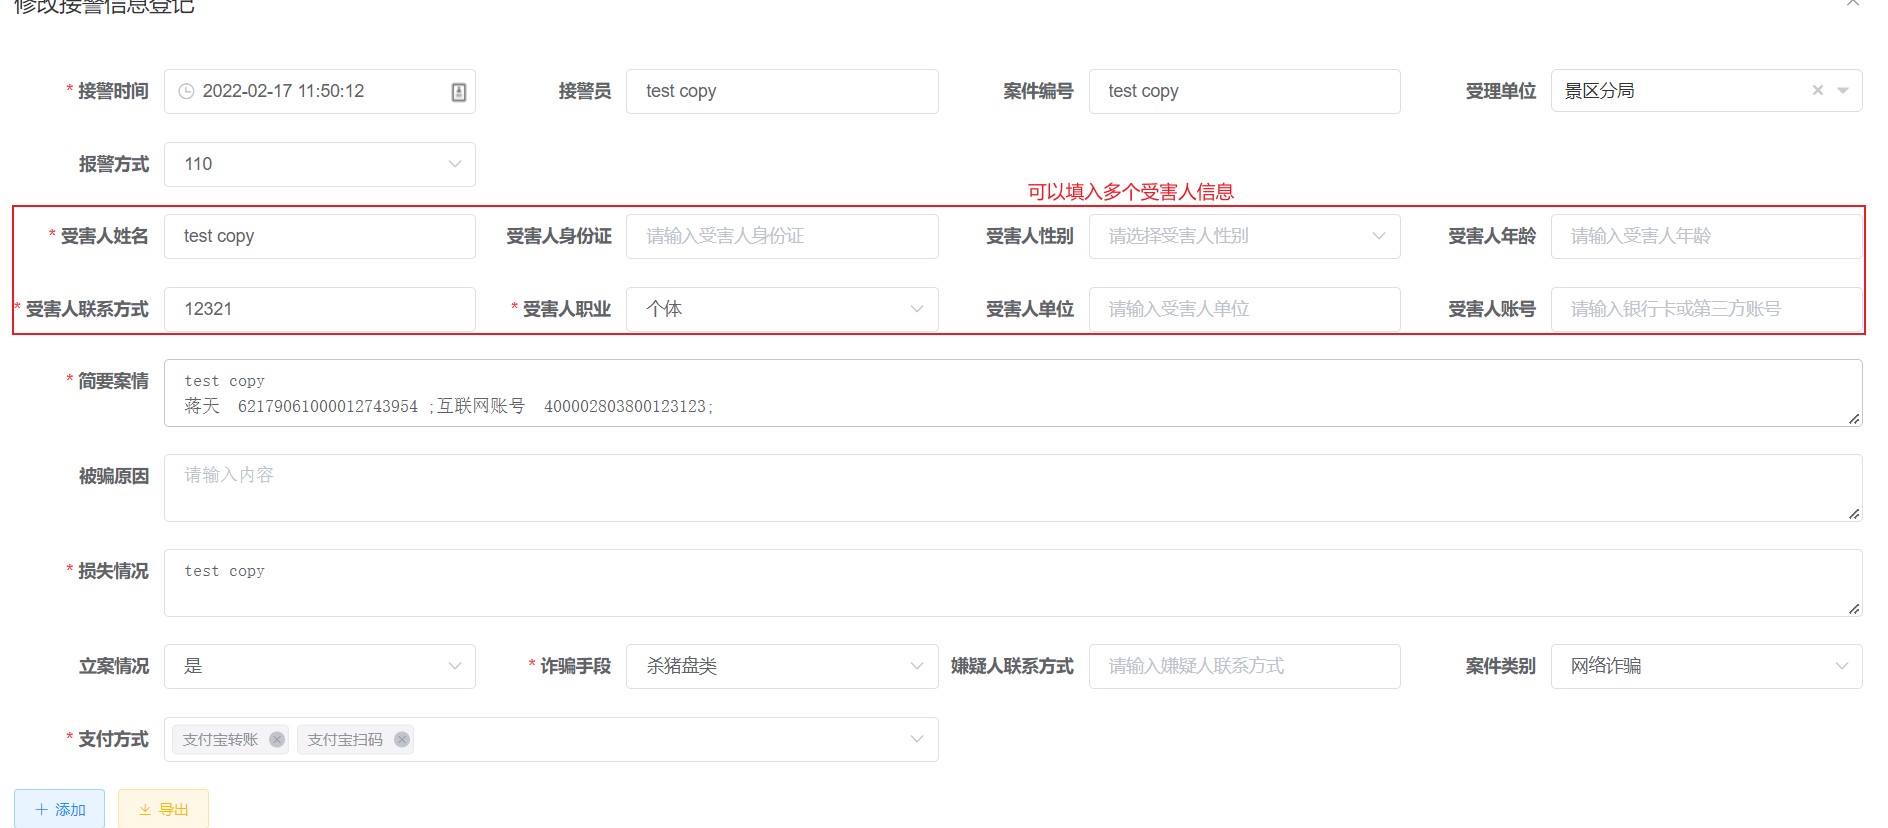 修改接警信息登记
* 接警时间 2022-02-17 11:50:12 接警员 test copy 案件编号 test copy 受理单位 景区分局
报警方式 110
可以填入多个受害人信息
* 受害人姓名 test copy 受害人身份证 请输入受害人身份证 受害人性别 请选择受害人性别 受害人年龄 请输入受害人年龄
* 受害人联系方式 12321 * 受害人职业 个体 受害人单位 请输入受害人单位 受害人账号 请输入银行卡或第三方账号
* 简要案情 test copy
蒋天 62179061000012743954 ;互联网账号 400002803800123123;
被骗原因 请输入内容
* 损失情况 test copy
立案情况 是 * 诈骗手段 杀猪盘类 嫌疑人联系方式 请输入嫌疑人联系方式 案件类别 网络诈骗
* 支付方式 支付宝转账 支付宝扫码
添加 导出